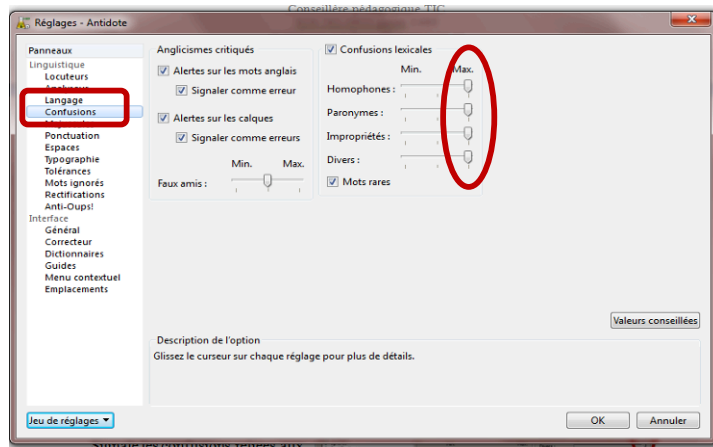 Conseillère pédagogique TIC
Réglages - Antidote
Panneaux
Linguistique
Locuteurs
Langage
Confusions
Ponctuation
Espaces
Typographie
Tolérances
Mots ignorés
Rectifications
Anti-Oups!
Interface
Général
Correcteur
Dictionnaires
Guides
Menu contextuel
Emplacements
Anglicismes critiqués
Alertes sur les mots anglais
Signaler comme erreur
Alertes sur les calques
Signaler comme erreurs
Min. Max.
Faux amis :
Confusions lexicales
Min. Max.
Homophones :
Paronymes :
Impropriétés :
Divers :
Mots rares
Valeurs conseillées
Description de l'option
Glissez le curseur sur chaque réglage pour plus de détails.
Jeu de réglages
OK Annuler